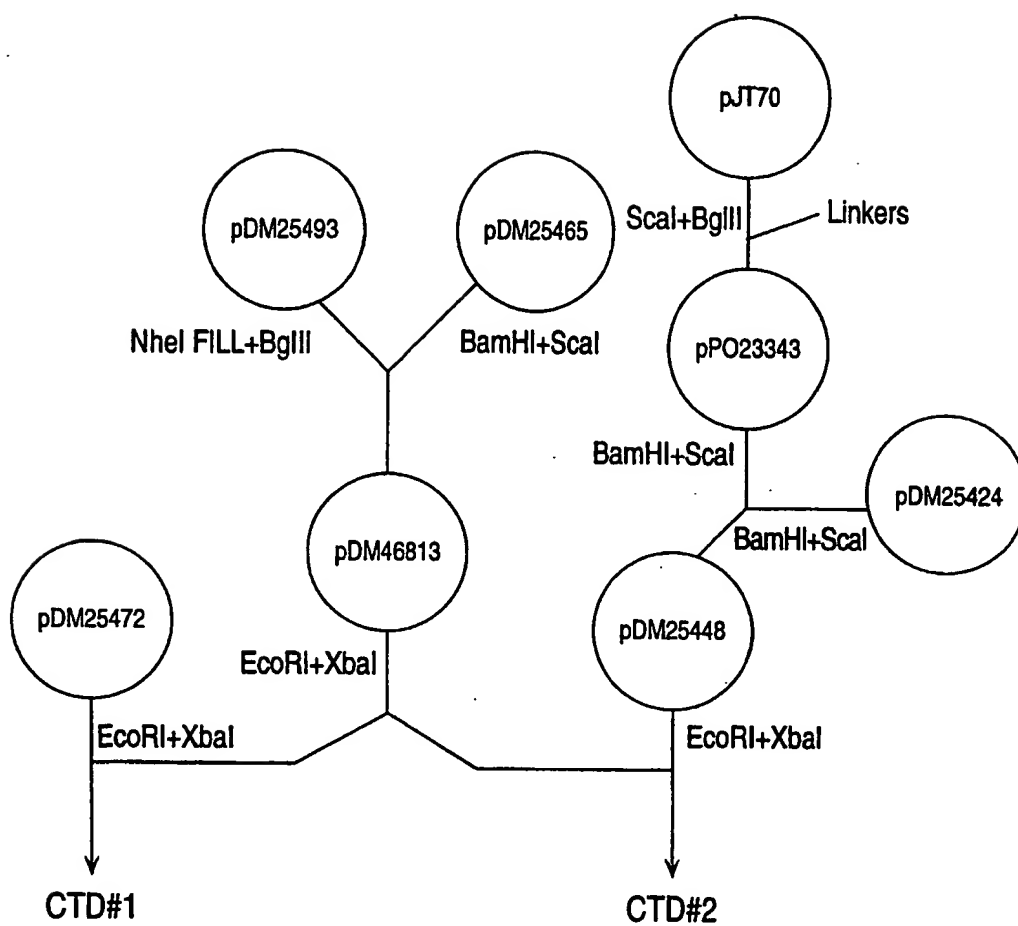 pJT70
ScaI+BglII
Linkers
pDM25493
pDM25465
NheI FILL+BglII
BamHI+ScaI
pPO23343
BamHI+ScaI
pDM25424
BamHI+ScaI
pDM46813
pDM25472
pDM25448
EcoRI+XbaI
EcoRI+XbaI
EcoRI+XbaI
CTD#1
CTD#2